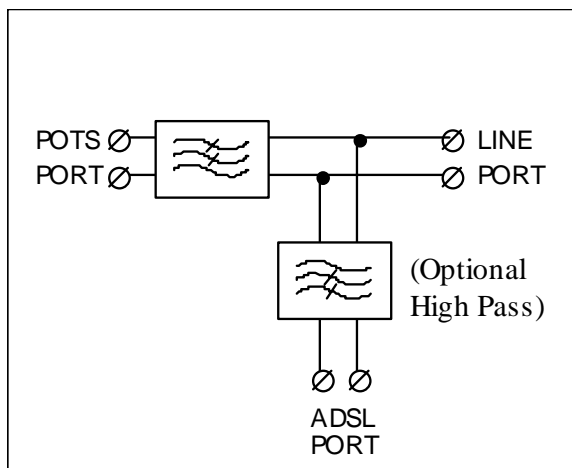 POTS
PORT
LINE
PORT
(Optional
High Pass)
ADSL
PORT